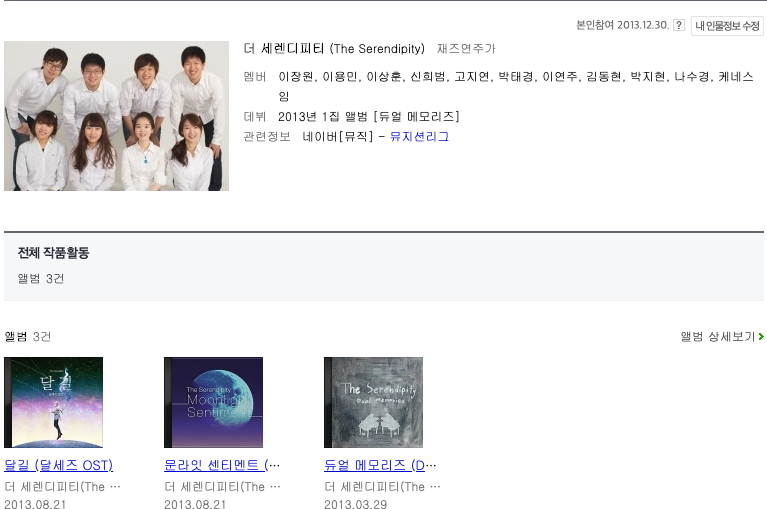 본인참여 2013.12.30. ? 내 인물정보 수정
더 세렌디피티 (The Serendipity) 재즈연주가
멤버 이장원, 이용민, 이상훈, 신희범, 고지연, 박태경, 이연주, 김동현, 박지현, 나수경, 케네스
임
데뷔 2013년 1집 앨범 [듀얼 메모리즈]
관련정보 네이버[뮤직] - 뮤지션리그
전체 작품활동
앨범 3건
앨범 3건 앨범 상세보기
달길
The Serendipity
Moonlight
Sentiment
The Serendipity
Dual Memories
달길 (달세즈 OST) 문라잇 센티멘트 (… 듀얼 메모리즈 (D…
더 세렌디피티(The … 더 세렌디피티(The … 더 세렌디피티(The …
2013.08.21 2013.08.21 2013.03.29